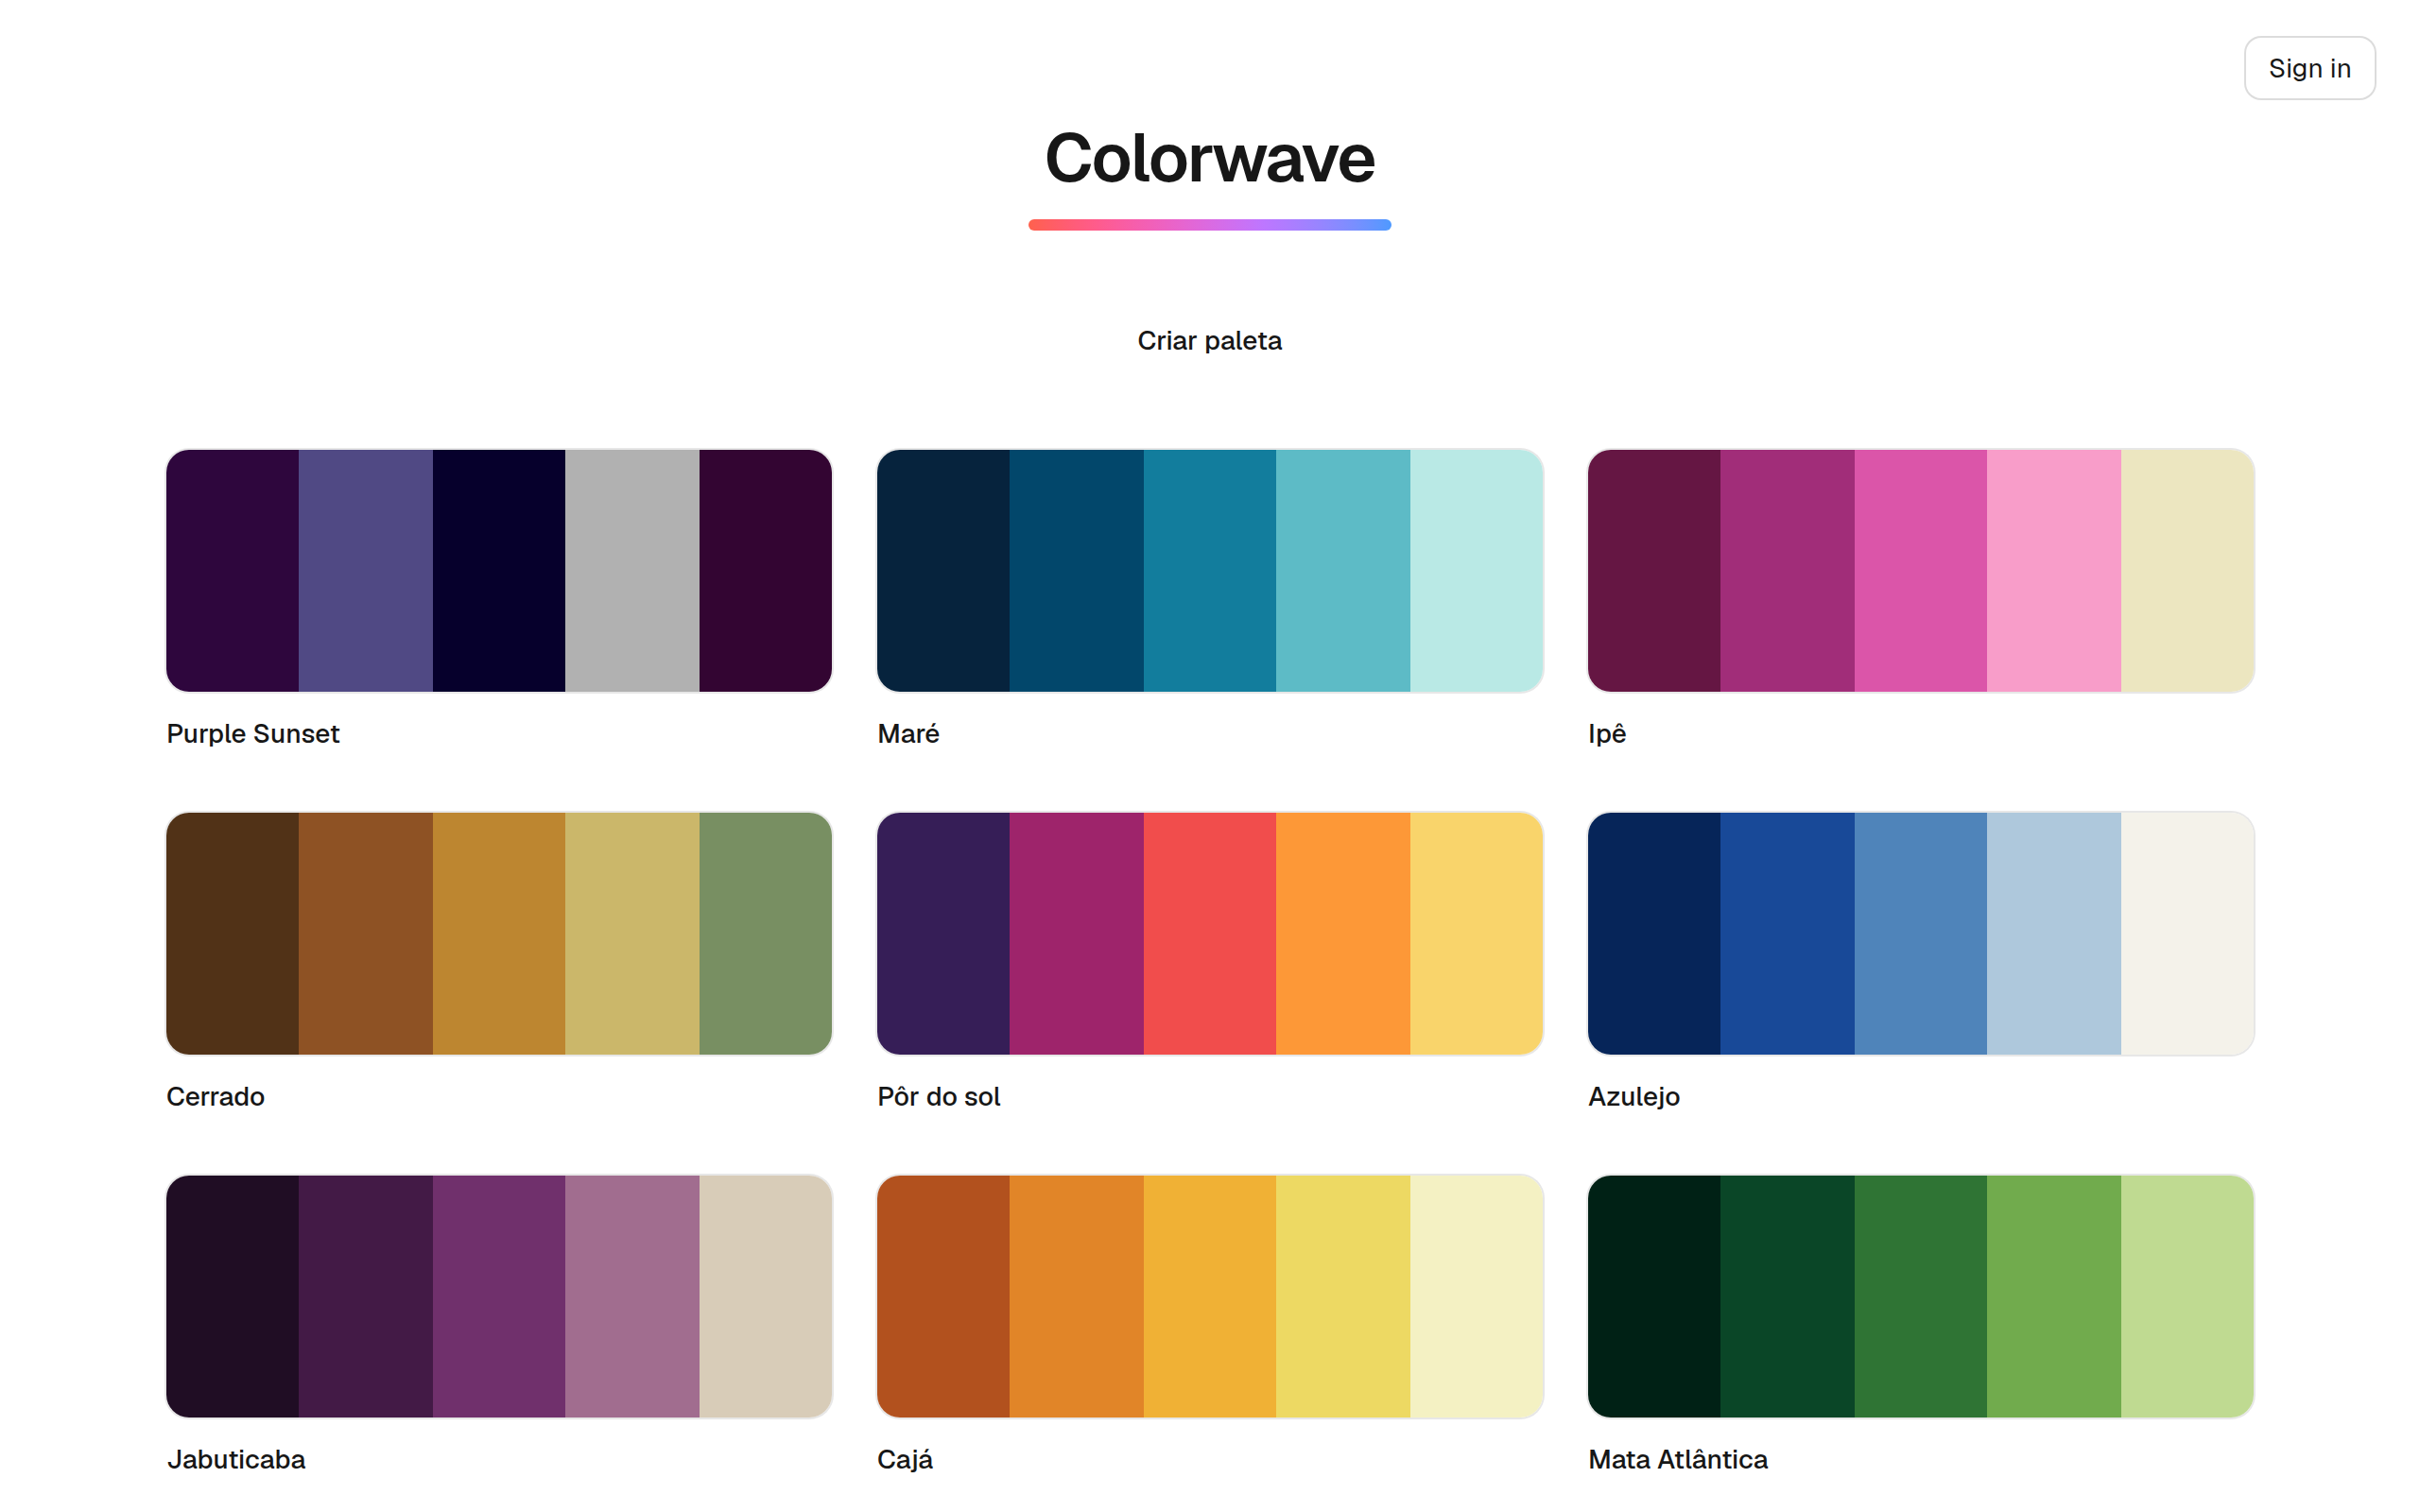 Sign in
Colorwave
Criar paleta
Purple Sunset
Maré
Ipê
Cerrado
Pôr do sol
Azulejo
Jabuticaba
Cajá
Mata Atlântica